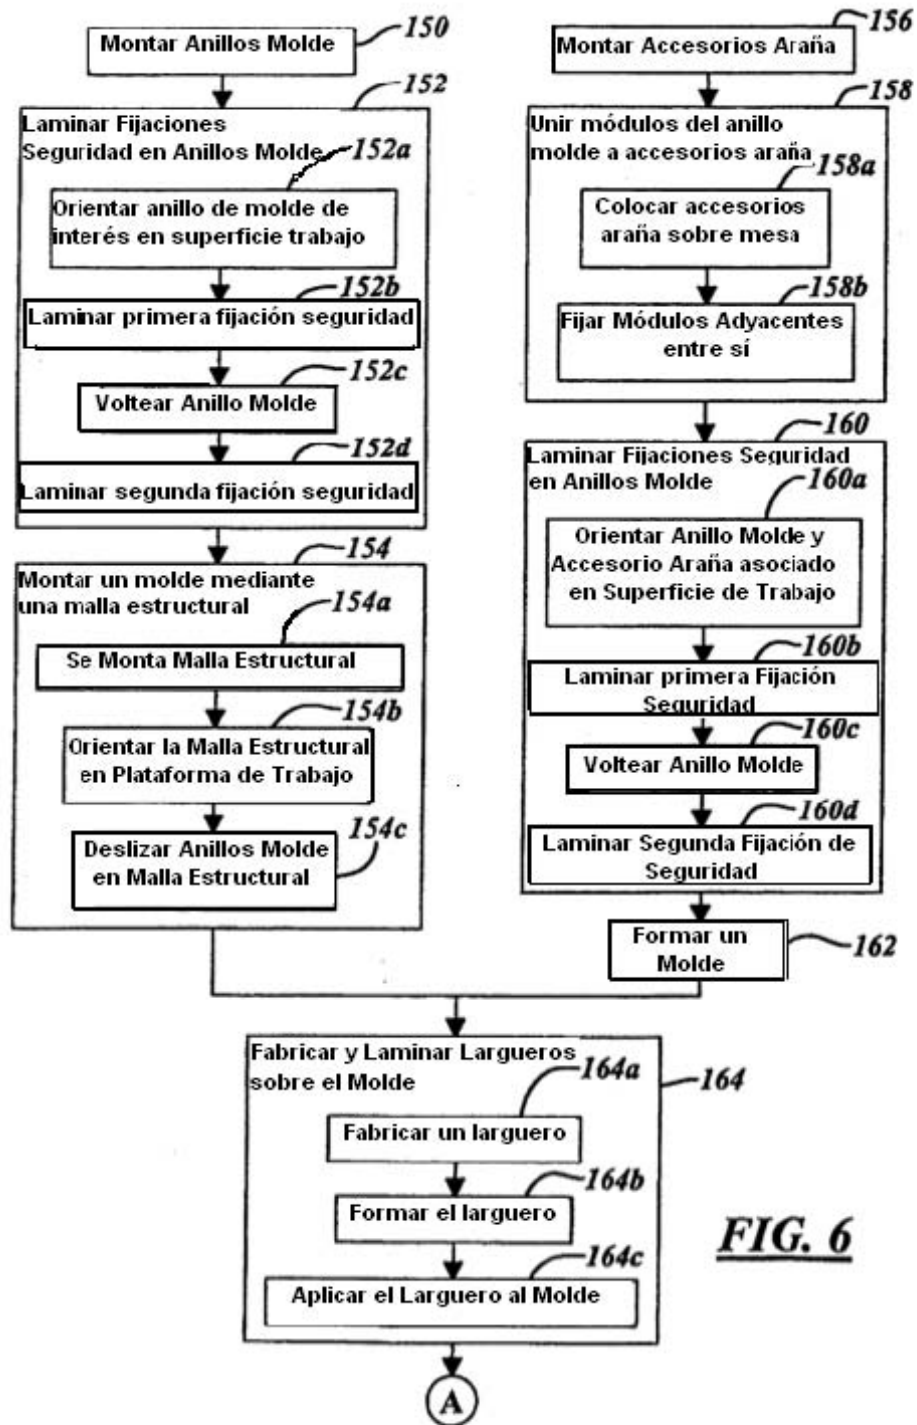 Montar Anillos Molde
150
152
Laminar Fijaciones
Seguridad en Anillos Molde
152a
Orientar anillo de molde de
interés en superficie trabajo
152b
Laminar primera fijación seguridad
152c
Voltear Anillo Molde
152d
Laminar segunda fijación seguridad
154
Montar un molde mediante
una malla estructural
154a
Se Monta Malla Estructural
154b
Orientar la Malla Estructural
en Plataforma de Trabajo
154c
Deslizar Anillos Molde
en Malla Estructural
156
Montar Accesorios Araña
158
Unir módulos del anillo
molde a accesorios araña
158a
Colocar accesorios
araña sobre mesa
158b
Fijar Módulos Adyacentes
entre sí
160
Laminar Fijaciones Seguridad
en Anillos Molde
160a
Orientar Anillo Molde y
Accesorio Araña asociado
en Superficie de Trabajo
160b
Laminar primera Fijación
Seguridad
160c
Voltear Anillo Molde
160d
Laminar Segunda Fijación de
Seguridad
Formar un
Molde
162
Fabricar y Laminar Largueros
sobre el Molde
164
164a
Fabricar un larguero
164b
Formar el larguero
164c
Aplicar el Larguero al Molde
A
FIG. 6